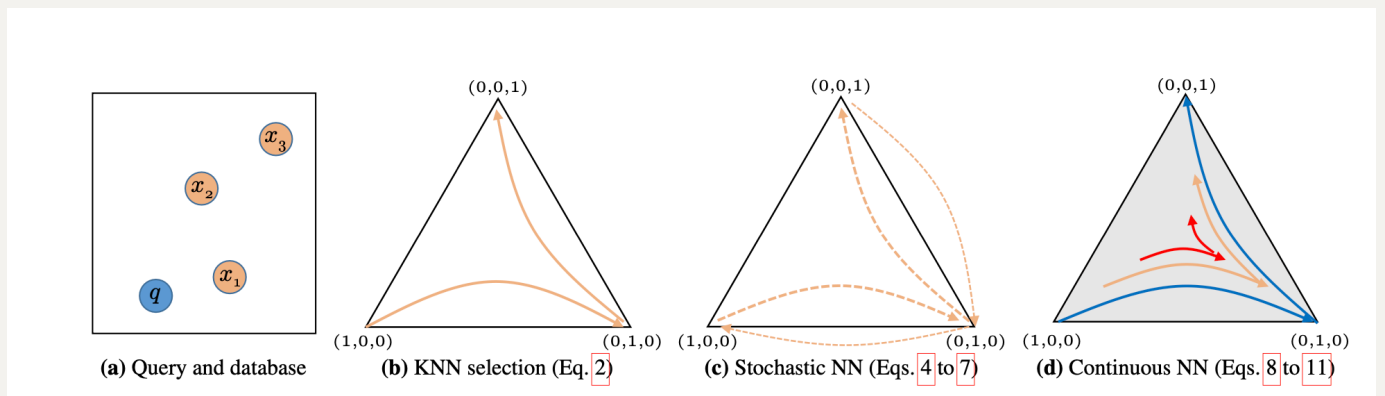 (0,0,1) (0,0,1) (0,0,1)
x₃
x₂
x₁
q
(1,0,0) (0,1,0) (1,0,0) (0,1,0) (1,0,0) (0,1,0)
(a) Query and database (b) KNN selection (Eq. 2) (c) Stochastic NN (Eqs. 4 to 7) (d) Continuous NN (Eqs. 8 to 11)